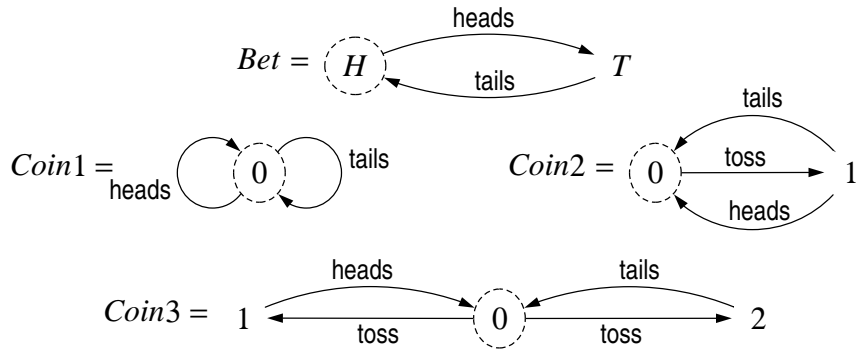 heads
Bet = H T
tails
tails
Coin1 = 0 tails Coin2 = 0 toss 1
heads heads
heads tails
Coin3 = 1 0 2
toss toss